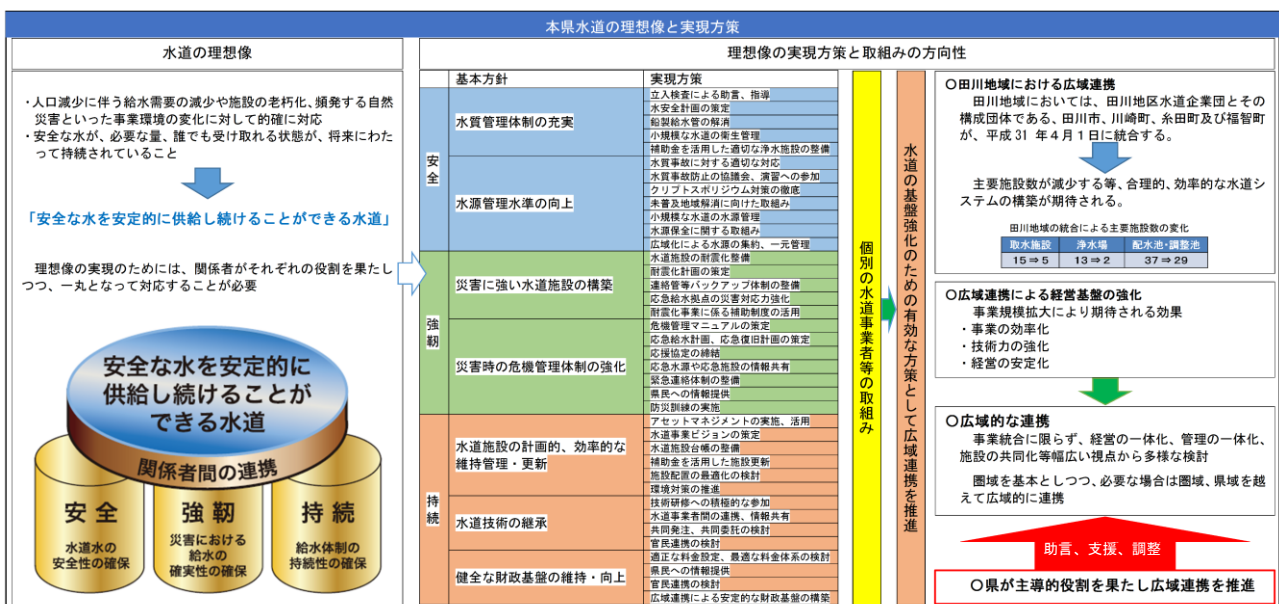 本県水道の理想像と実現方策
水道の理想像
・人口減少に伴う給水需要の減少や施設の老朽化、頻発する自然
災害といった事業環境の変化に対して的確に対応
・安全な水が、必要な量、誰でも受け取れる状態が、将来にわた
って持続されていること
「安全な水を安定的に供給し続けることができる水道」
理想像の実現のためには、関係者がそれぞれの役割を果たし
つつ、一丸となって対応することが必要
安全な水を安定的に
供給し続けることが
できる水道
関係者間の連携
安全
水道水の
安全性の確保
強靭
災害における
給水の
確実性の確保
持続
給水体制の
持続性の確保
理想像の実現方策と取組みの方向性
基本方針
実現方策
安全
水質管理体制の充実
立入検査による助言、指導
水安全計画の策定
鉛製給水管の解消
小規模な水道の衛生管理
補助金を活用した適切な浄水施設の整備
水源管理水準の向上
水質事故に対する適切な対応
水質事故防止の協議会、演習への参加
クリプトスポリジウム対策の徹底
未普及地域解消に向けた取組み
小規模な水道の水源管理
水源保全に関する取組み
広域化による水源の集約、一元管理
強靭
災害に強い水道施設の構築
水道施設の耐震化整備
耐震化計画の策定
連絡管等バックアップ体制の整備
応急給水拠点の災害対応力強化
耐震化事業に係る補助制度の活用
災害時の危機管理体制の強化
危機管理マニュアルの策定
応急給水計画、応急復旧計画の策定
応援協定の締結
応急水源や応急施設の情報共有
緊急連絡体制の整備
県民への情報提供
防災訓練の実施
持続
水道施設の計画的、効率的な
維持管理・更新
アセットマネジメントの実施、活用
水道事業ビジョンの策定
水道施設台帳の整備
補助金を活用した施設更新
施設配置の最適化の検討
環境対策の推進
水道技術の継承
技術研修への積極的な参加
水道事業者間の連携、情報共有
共同発注、共同委託の検討
官民連携の検討
健全な財政基盤の維持・向上
適正な料金設定、最適な料金体系の検討
県民への情報提供
官民連携の検討
広域連携による安定的な財政基盤の構築
個別の水道事業者等の取組み
水道の基盤強化のための有効な方策として広域連携を推進
〇田川地域における広域連携
田川地域においては、田川地区水道企業団とその
構成団体である、田川市、川崎町、糸田町及び福智町
が、平成 31 年４月１日に統合する。
主要施設数が減少する等、合理的、効率的な水道シ
ステムの構築が期待される。
田川地域の統合による主要施設数の変化
取水施設 浄水場 配水池・調整池
15⇒5 13⇒2 37⇒29
〇広域連携による経営基盤の強化
事業規模拡大により期待される効果
・事業の効率化
・技術力の強化
・経営の安定化
〇広域的な連携
事業統合に限らず、経営の一体化、管理の一体化、
施設の共同化等幅広い視点から多様な検討
圏域を基本としつつ、必要な場合は圏域、県域を越
えて広域的に連携
助言、支援、調整
〇県が主導的役割を果たし広域連携を推進